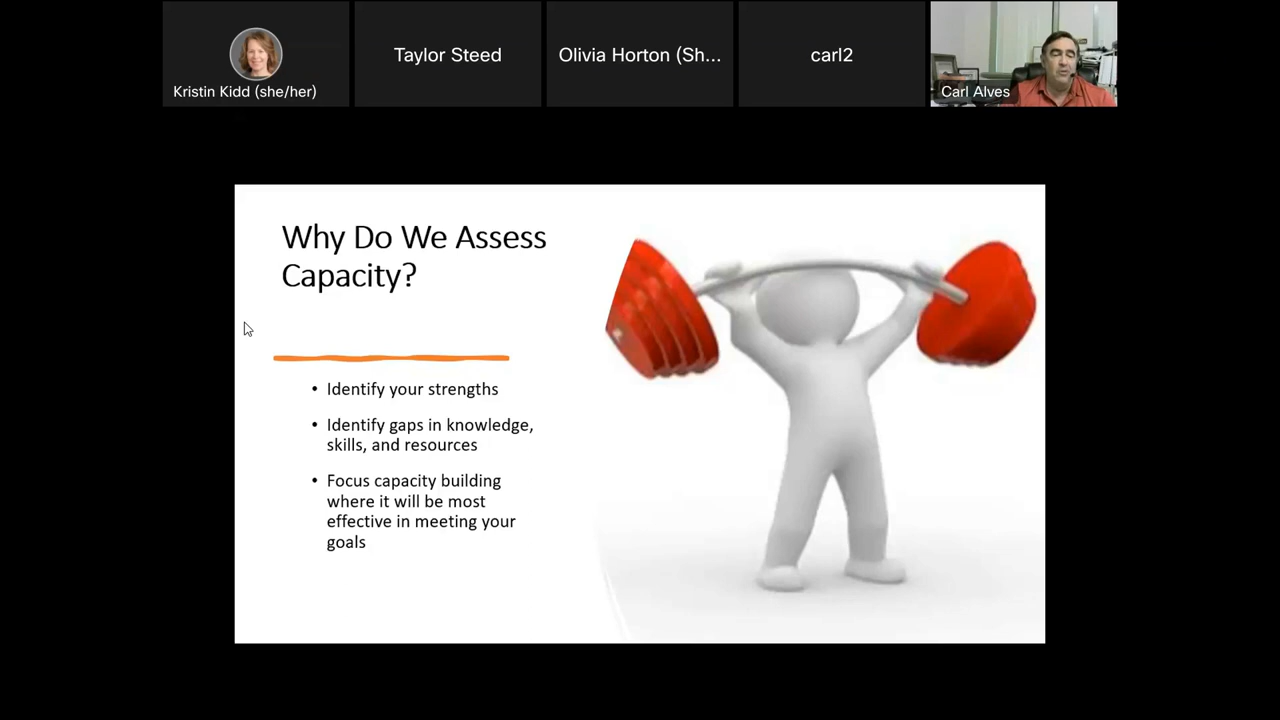 Kristin Kidd (she/her)
Taylor Steed
Olivia Horton (Sh...
carl2
Carl Alves
Why Do We Assess
Capacity?
• Identify your strengths
• Identify gaps in knowledge,
skills, and resources
• Focus capacity building
where it will be most
effective in meeting your
goals